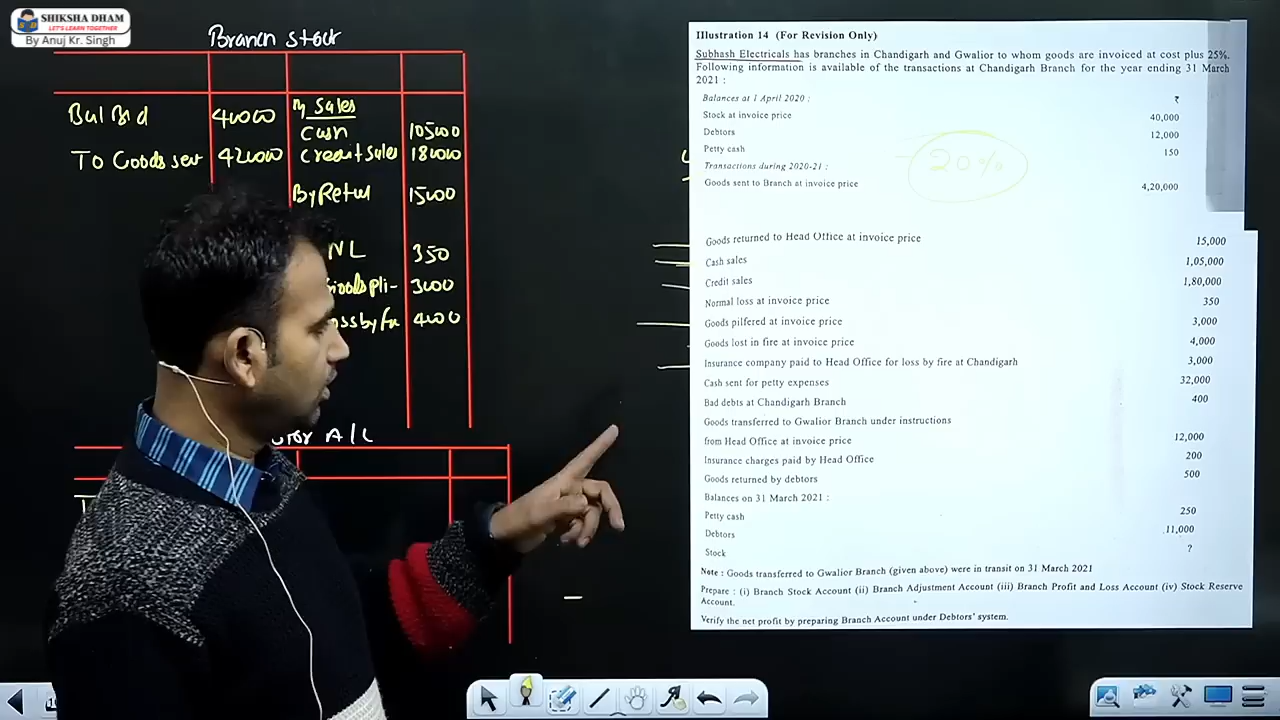 SHIKSHA DHAM
LET'S LEARN TOGETHER
By Anuj Kr. Singh
Branch Stock
Bal B/d 40000 By Sales
Cash 105000
To Goods sent 420000 Credit Sales 180000
By Return 15000
NL 350
3000
Loss by fi 4000
A/C
20%
Illustration 14 (For Revision Only)
Subhash Electricals has branches in Chandigarh and Gwalior to whom goods are invoiced at cost plus 25%.
Following information is available of the transactions at Chandigarh Branch for the year ending 31 March
2021 :
Balances at 1 April 2020 : ₹
Stock at invoice price 40,000
Debtors 12,000
Petty cash 150
Transactions during 2020-21 :
Goods sent to Branch at invoice price 4,20,000
Goods returned to Head Office at invoice price 15,000
Cash sales 1,05,000
Credit sales 1,80,000
Normal loss at invoice price 350
Goods pilfered at invoice price 3,000
Goods lost in fire at invoice price 4,000
Insurance company paid to Head Office for loss by fire at Chandigarh 3,000
Cash sent for petty expenses 32,000
Bad debts at Chandigarh Branch 400
Goods transferred to Gwalior Branch under instructions
from Head Office at invoice price 12,000
Insurance charges paid by Head Office 200
Goods returned by debtors 500
Balances on 31 March 2021 :
Petty cash 250
Debtors 11,000
Stock ?
Note : Goods transferred to Gwalior Branch (given above) were in transit on 31 March 2021
Prepare : (i) Branch Stock Account (ii) Branch Adjustment Account (iii) Branch Profit and Loss Account (iv) Stock Reserve
Account.
Verify the net profit by preparing Branch Account under Debtors' system.